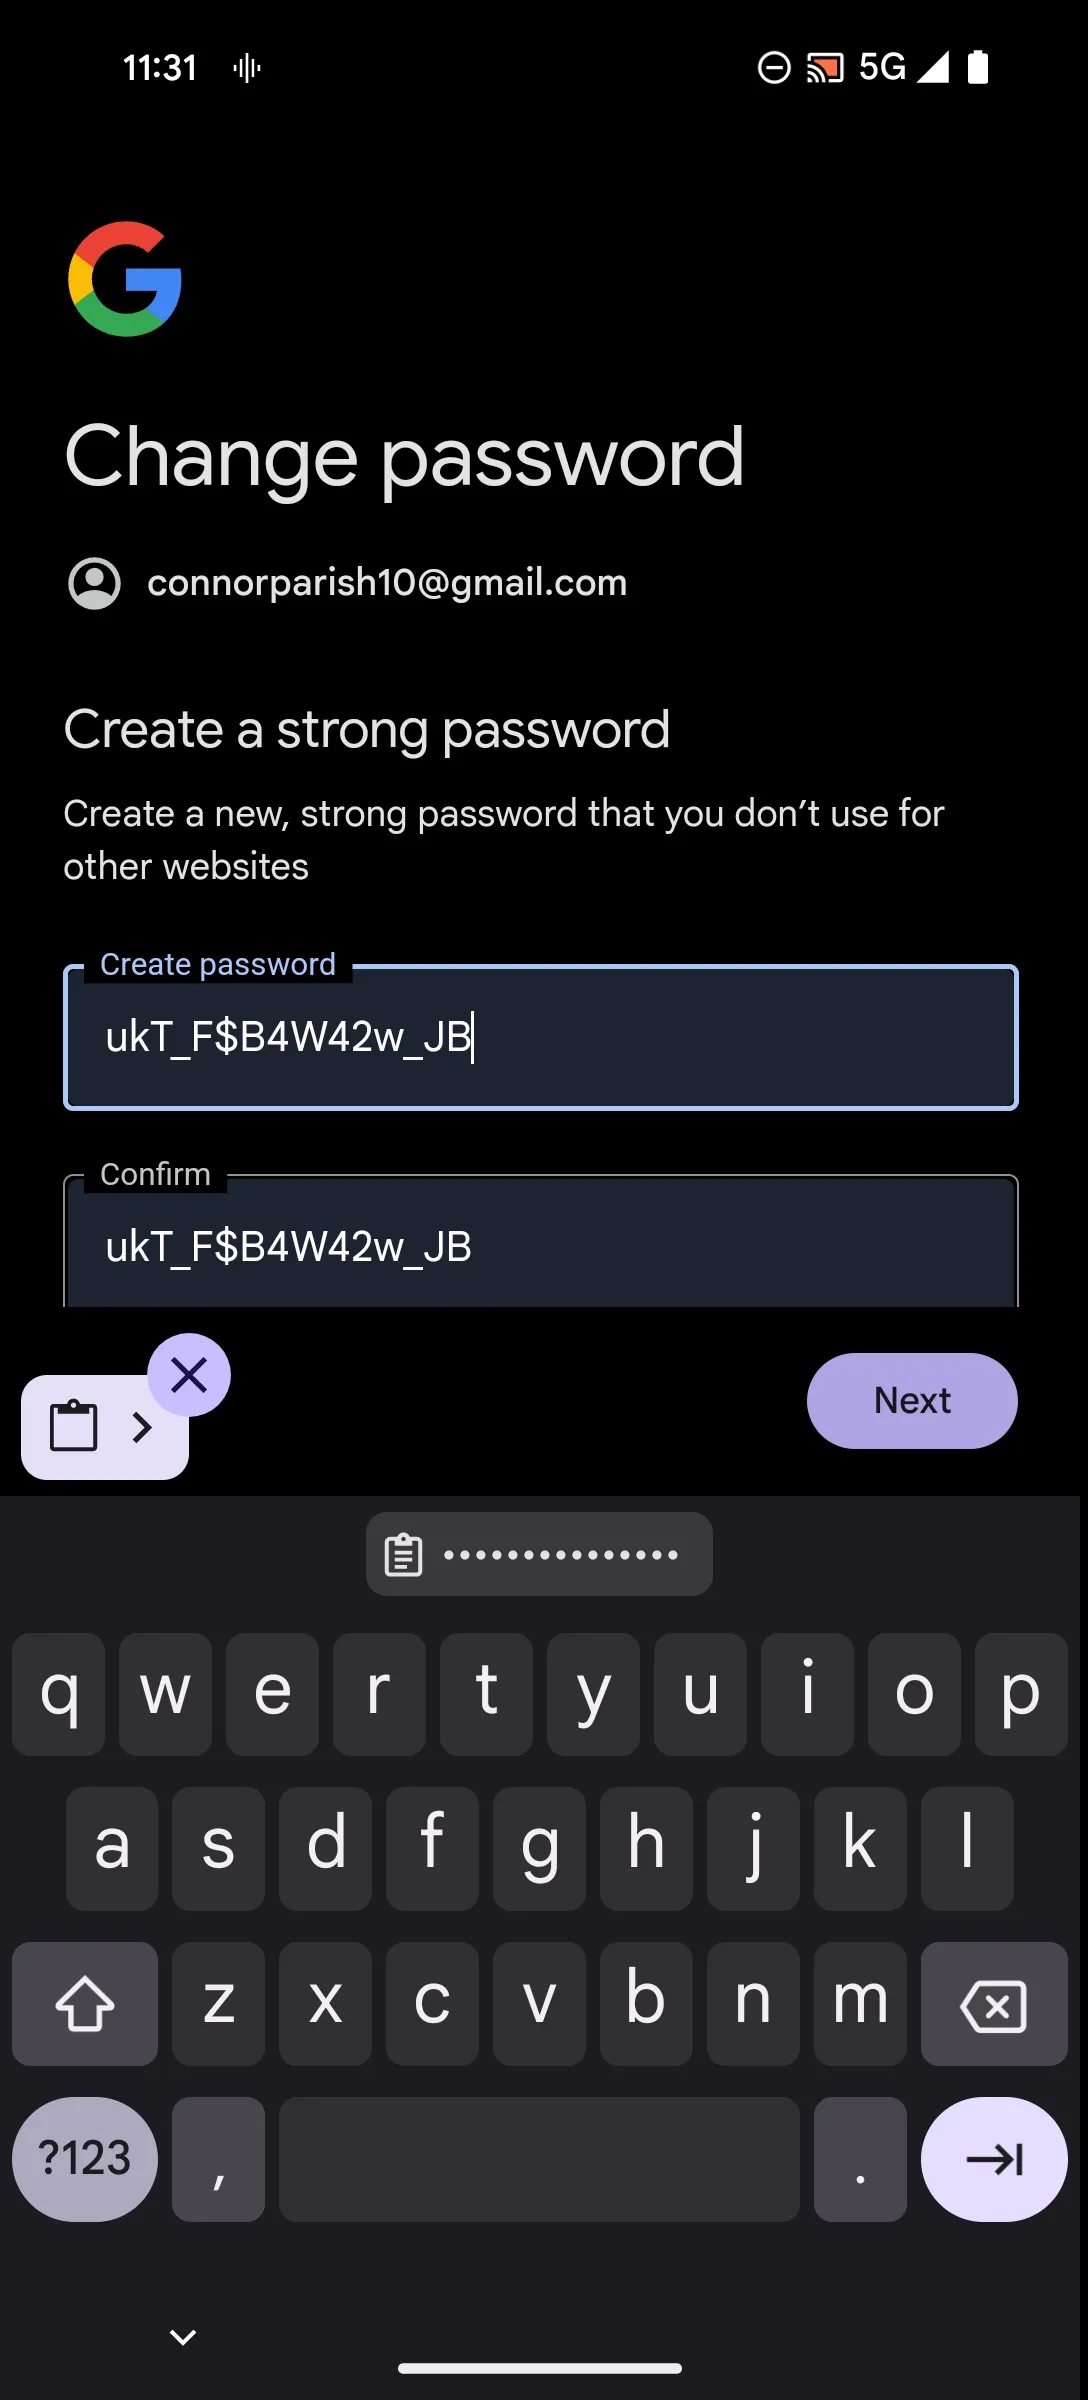 11:31
5G
Change password
connorparish10@gmail.com
Create a strong password
Create a new, strong password that you don’t use for
other websites
Create password
ukT_F$B4W42w_JB
Confirm
ukT_F$B4W42w_JB
Next
•••••••••••••••
q w e r t y u i o p
a s d f g h j k l
z x c v b n m
?123 , .